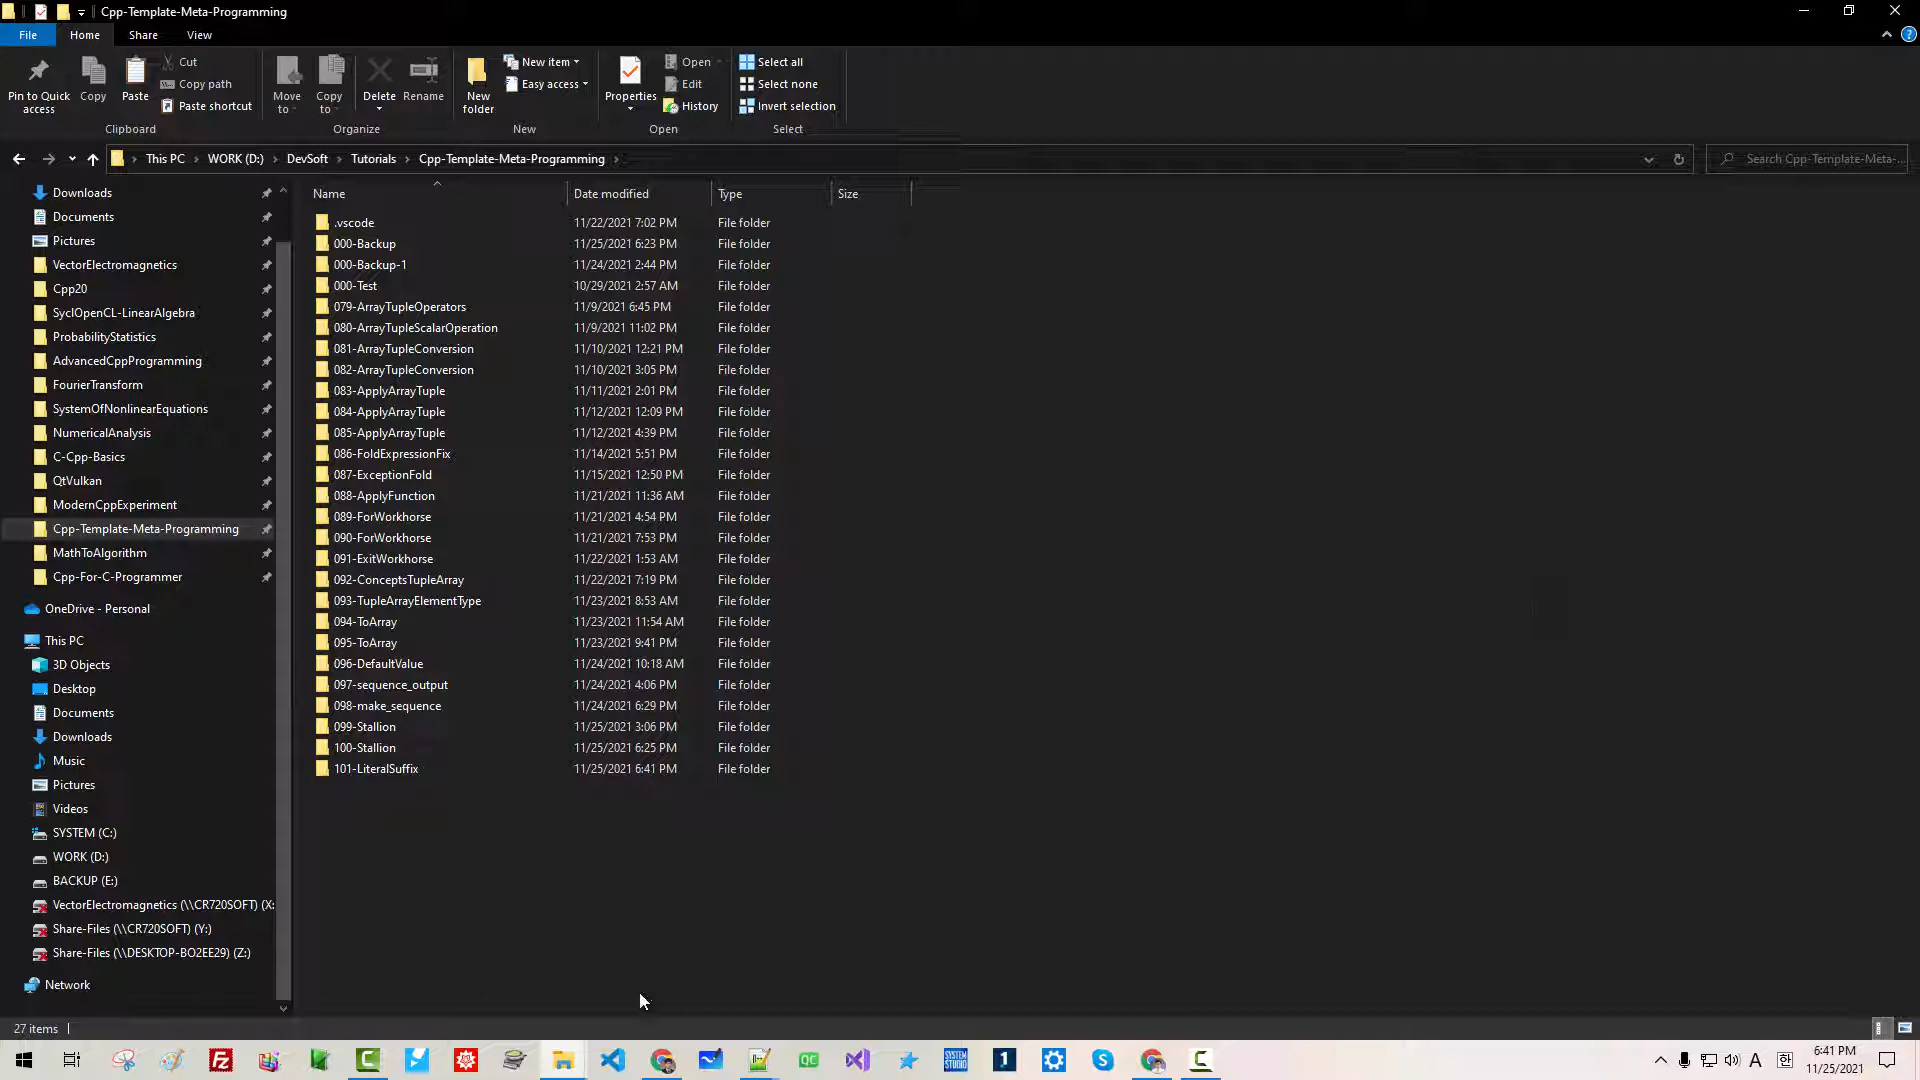 Cpp-Template-Meta-Programming
File
Home
Share
View
Pin to Quick access
Copy
Paste
Cut
Copy path
Paste shortcut
Clipboard
Move to
Copy to
Delete
Rename
Organize
New folder
New item
Easy access
New
Properties
Open
Edit
History
Open
Select all
Select none
Invert selection
Select
This PC
WORK (D:)
DevSoft
Tutorials
Cpp-Template-Meta-Programming
Search Cpp-Template-Meta-...
Downloads
Documents
Pictures
VectorElectromagnetics
Cpp20
SyclOpenCL-LinearAlgebra
ProbabilityStatistics
AdvancedCppProgramming
FourierTransform
SystemOfNonlinearEquations
NumericalAnalysis
C-Cpp-Basics
QtVulkan
ModernCppExperiment
Cpp-Template-Meta-Programming
MathToAlgorithm
Cpp-For-C-Programmer
OneDrive - Personal
This PC
3D Objects
Desktop
Documents
Downloads
Music
Pictures
Videos
SYSTEM (C:)
WORK (D:)
BACKUP (E:)
VectorElectromagnetics (\\CR720SOFT) (X:
Share-Files (\\CR720SOFT) (Y:)
Share-Files (\\DESKTOP-BO2EE29) (Z:)
Network
Name Date modified Type Size
.vscode 11/22/2021 7:02 PM File folder
000-Backup 11/25/2021 6:23 PM File folder
000-Backup-1 11/24/2021 2:44 PM File folder
000-Test 10/29/2021 2:57 AM File folder
079-ArrayTupleOperators 11/9/2021 6:45 PM File folder
080-ArrayTupleScalarOperation 11/9/2021 11:02 PM File folder
081-ArrayTupleConversion 11/10/2021 12:21 PM File folder
082-ArrayTupleConversion 11/10/2021 3:05 PM File folder
083-ApplyArrayTuple 11/11/2021 2:01 PM File folder
084-ApplyArrayTuple 11/12/2021 12:09 PM File folder
085-ApplyArrayTuple 11/12/2021 4:39 PM File folder
086-FoldExpressionFix 11/14/2021 5:51 PM File folder
087-ExceptionFold 11/15/2021 12:50 PM File folder
088-ApplyFunction 11/21/2021 11:36 AM File folder
089-ForWorkhorse 11/21/2021 4:54 PM File folder
090-ForWorkhorse 11/21/2021 7:53 PM File folder
091-ExitWorkhorse 11/22/2021 1:53 AM File folder
092-ConceptsTupleArray 11/22/2021 7:19 PM File folder
093-TupleArrayElementType 11/23/2021 8:53 AM File folder
094-ToArray 11/23/2021 11:54 AM File folder
095-ToArray 11/23/2021 9:41 PM File folder
096-DefaultValue 11/24/2021 10:18 AM File folder
097-sequence_output 11/24/2021 4:06 PM File folder
098-make_sequence 11/24/2021 6:29 PM File folder
099-Stallion 11/25/2021 3:06 PM File folder
100-Stallion 11/25/2021 6:25 PM File folder
101-LiteralSuffix 11/25/2021 6:41 PM File folder
27 items
QC
SYSTEM STUDIO
1
A
한
6:41 PM
11/25/2021